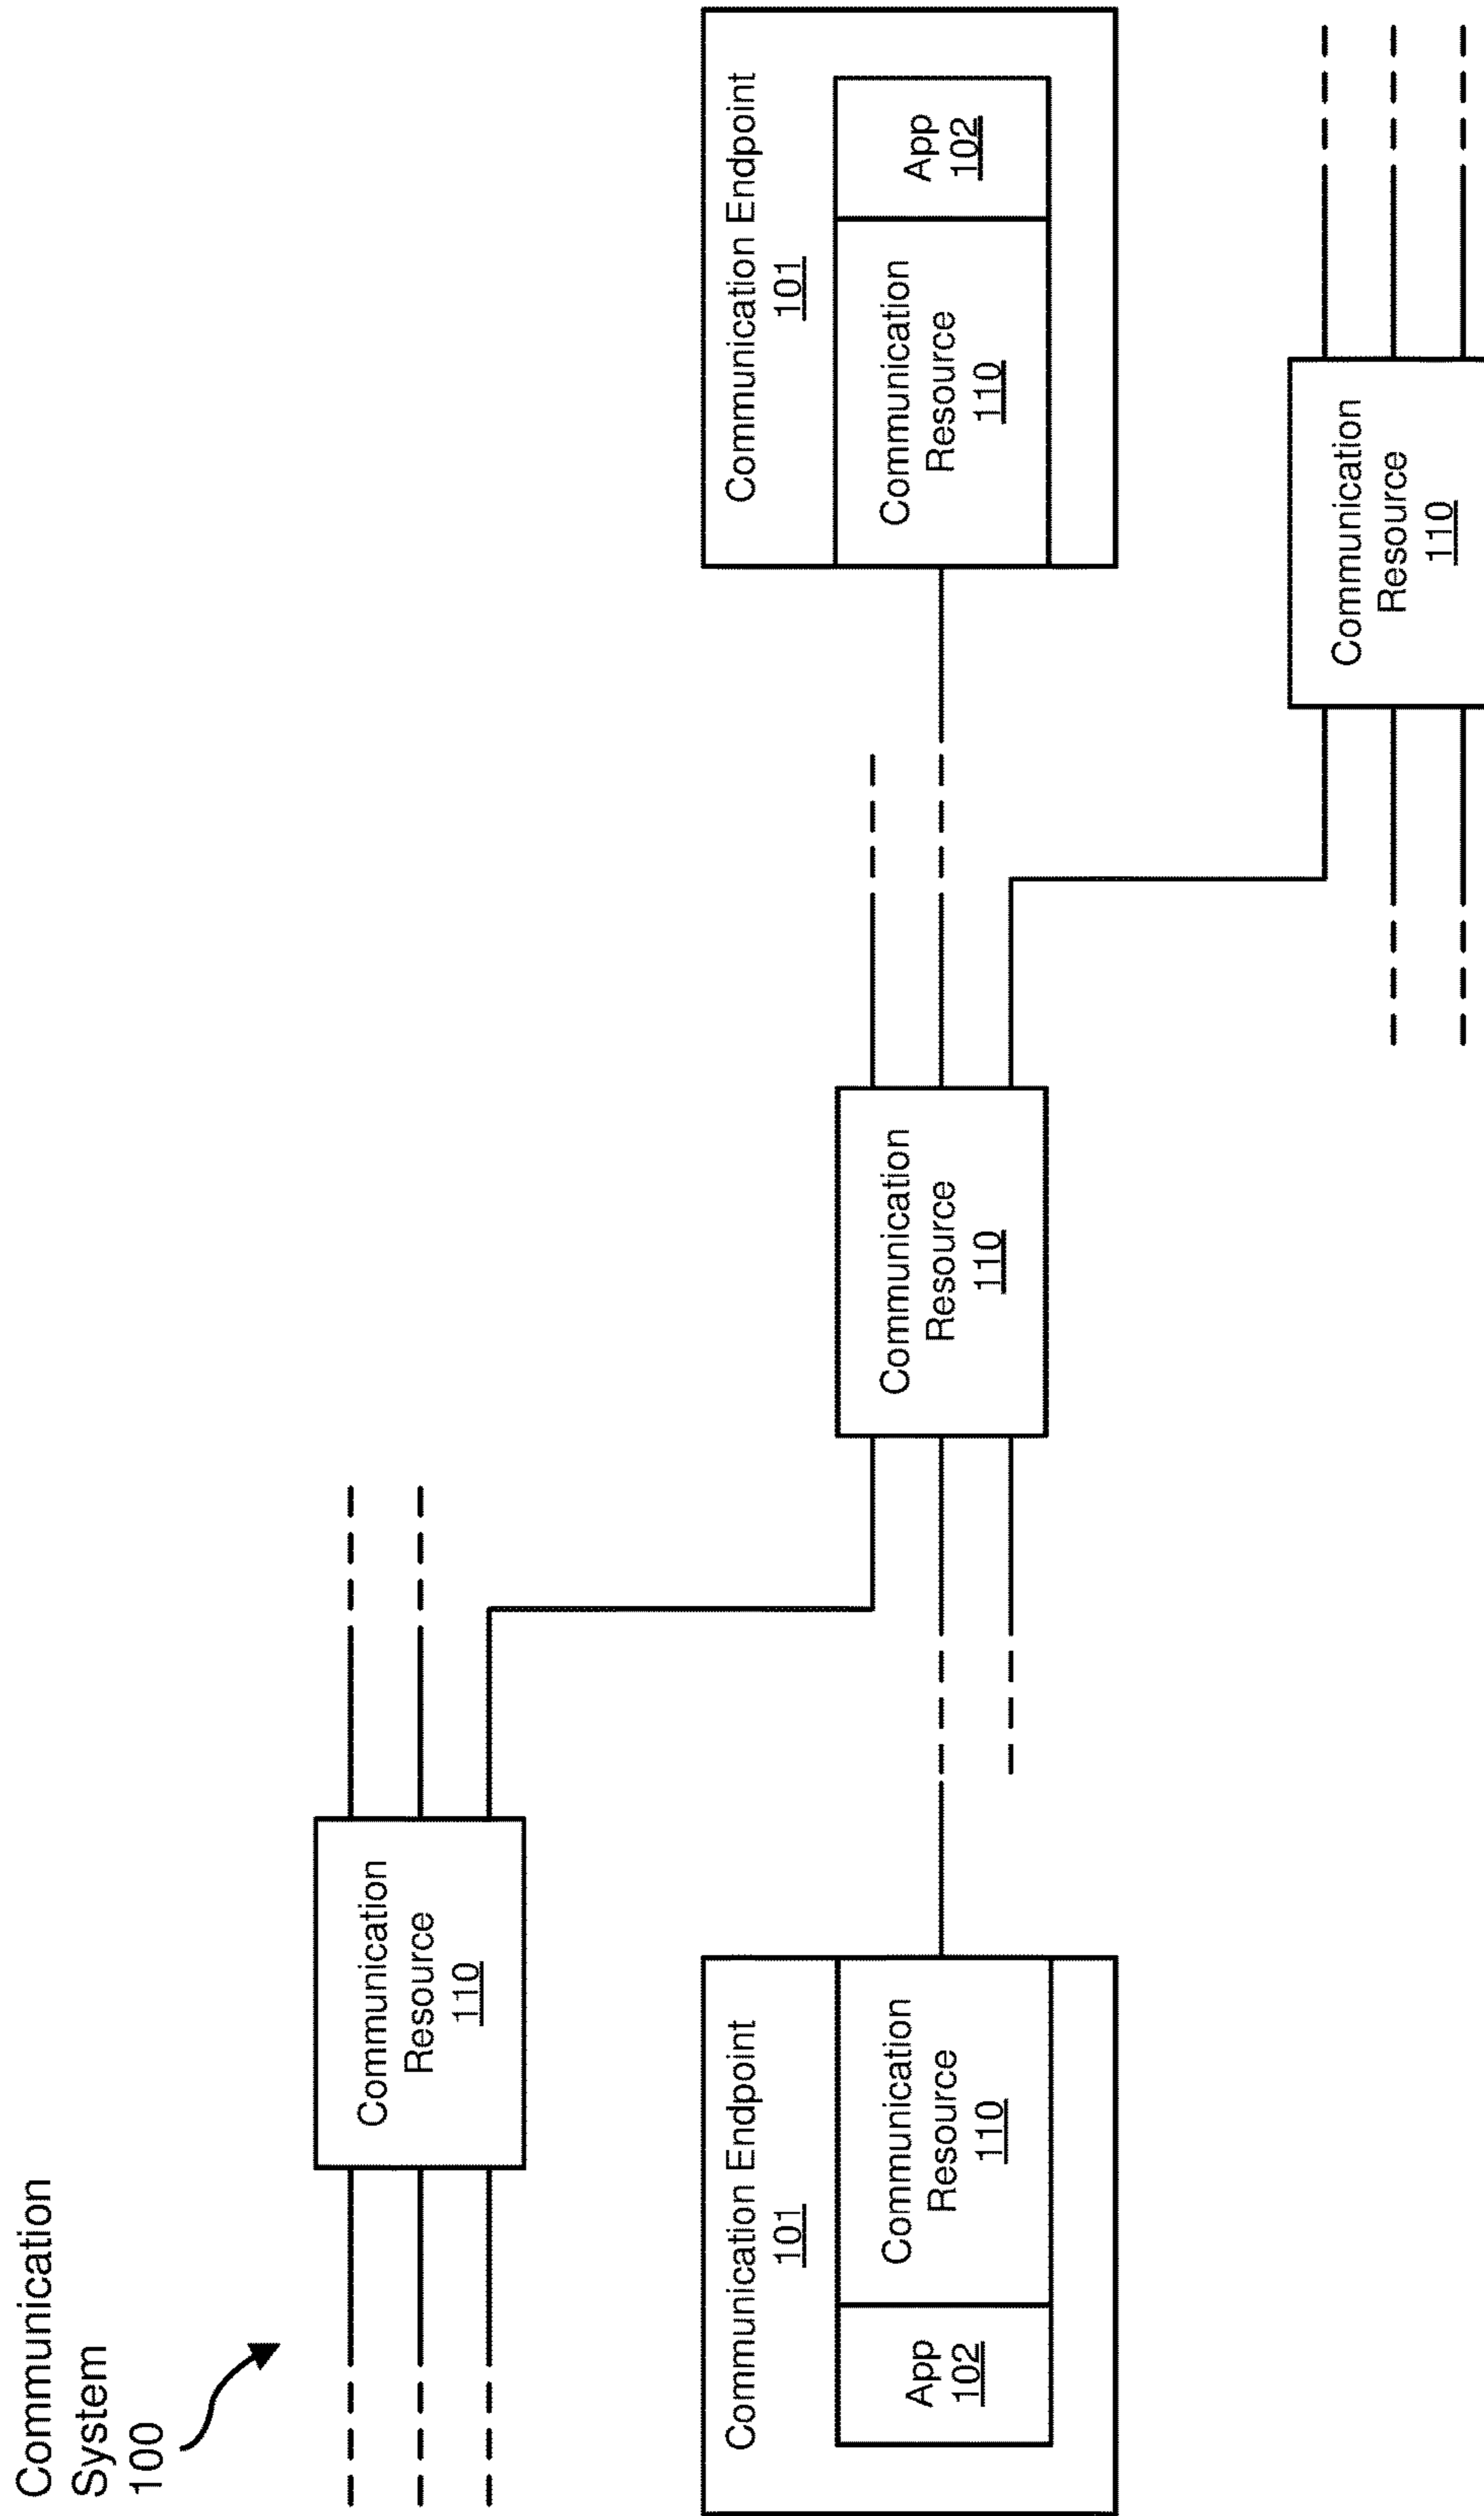 Communication
System
100
Communication
Resource
110
Communication Endpoint
101
App
102
Communication
Resource
110
Communication
Resource
110
Communication Endpoint
101
Communication
Resource
110
App
102
Communication
Resource
110